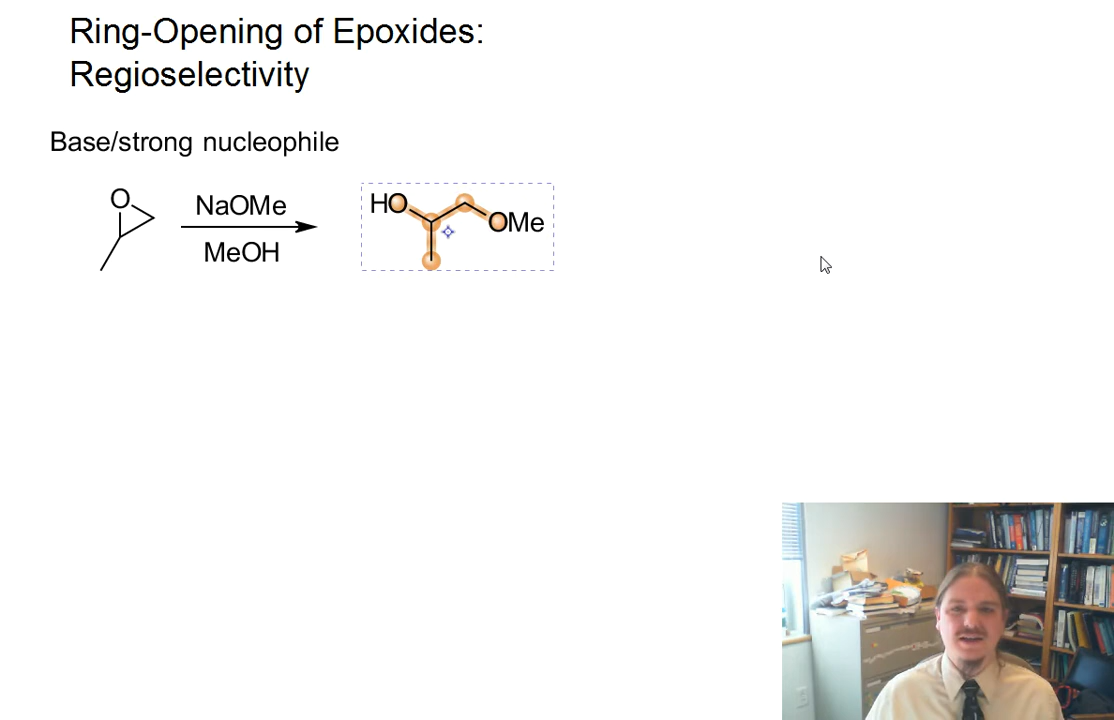 Ring-Opening of Epoxides:
Regioselectivity
Base/strong nucleophile
O
NaOMe
MeOH
HO
OMe